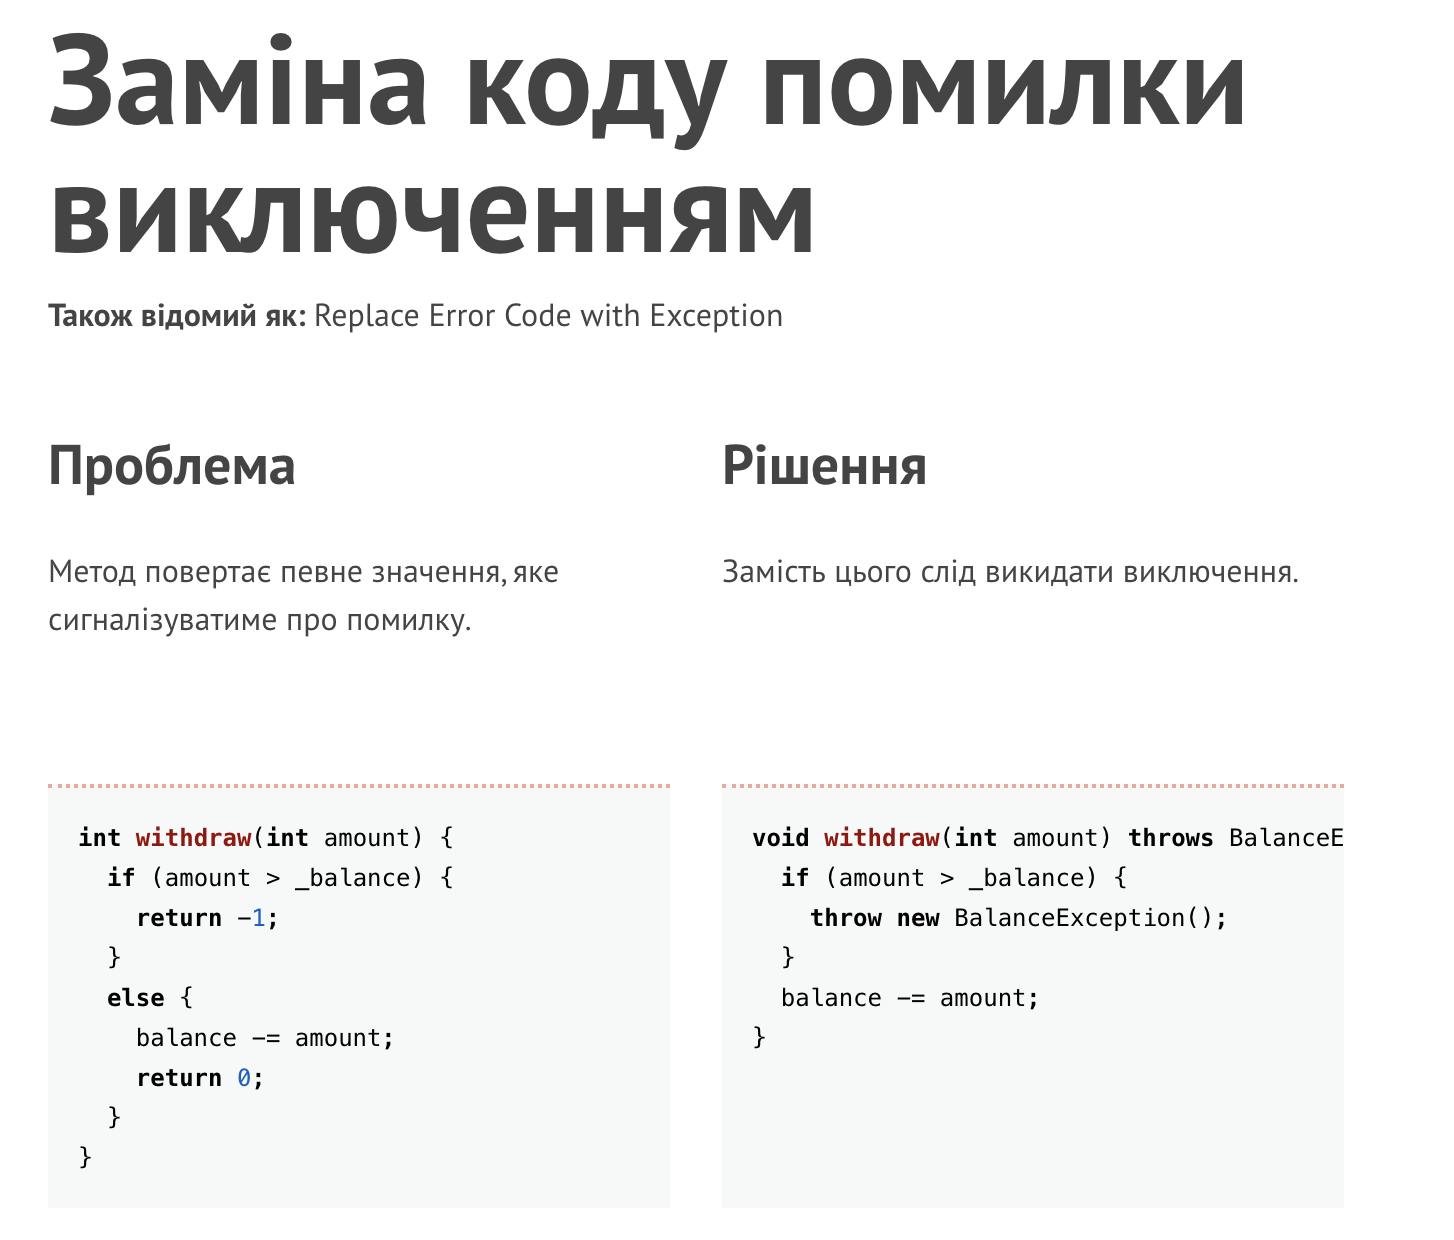 Заміна коду помилки
виключенням
Також відомий як: Replace Error Code with Exception
Проблема
Метод повертає певне значення, яке
сигналізуватиме про помилку.
int withdraw(int amount) {
  if (amount > _balance) {
    return -1;
  }
  else {
    balance -= amount;
    return 0;
  }
}
Рішення
Замість цього слід викидати виключення.
void withdraw(int amount) throws BalanceE
  if (amount > _balance) {
    throw new BalanceException();
  }
  balance -= amount;
}